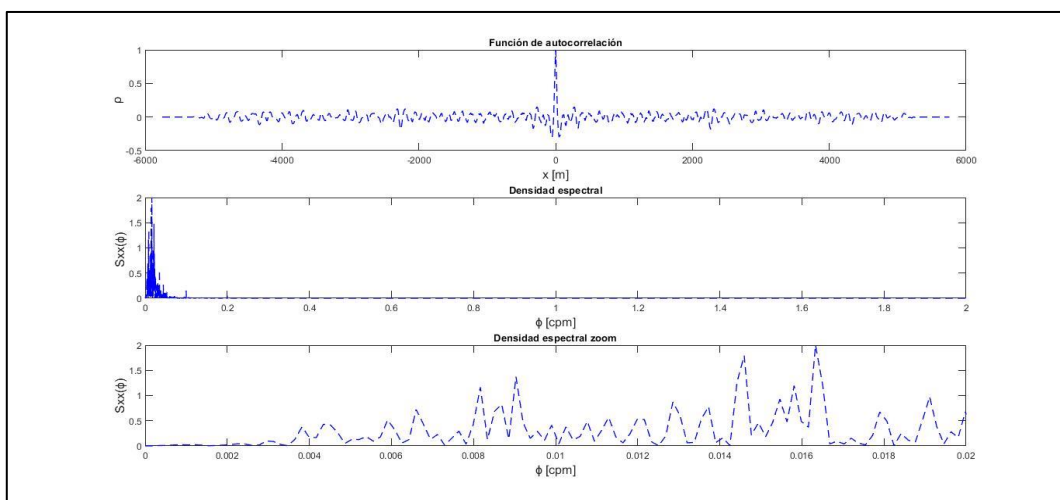 Función de autocorrelación
1
0.5
0
-0.5
ρ
-6000 -4000 -2000 0 2000 4000 6000
x [m]
Densidad espectral
2
1.5
1
0.5
0
Sxx(ϕ)
0 0.2 0.4 0.6 0.8 1 1.2 1.4 1.6 1.8 2
ϕ [cpm]
Densidad espectral zoom
2
1.5
1
0.5
0
Sxx(ϕ)
0 0.002 0.004 0.006 0.008 0.01 0.012 0.014 0.016 0.018 0.02
ϕ [cpm]